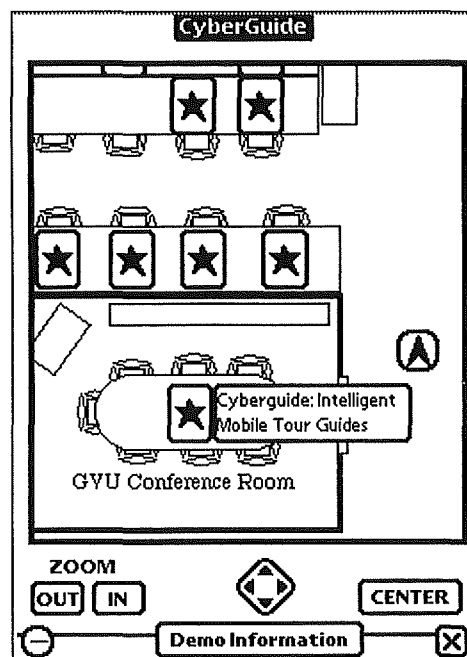 CyberGuide
Cyberguide: Intelligent
Mobile Tour Guides
GVU Conference Room
ZOOM
OUT IN
CENTER
Demo Information